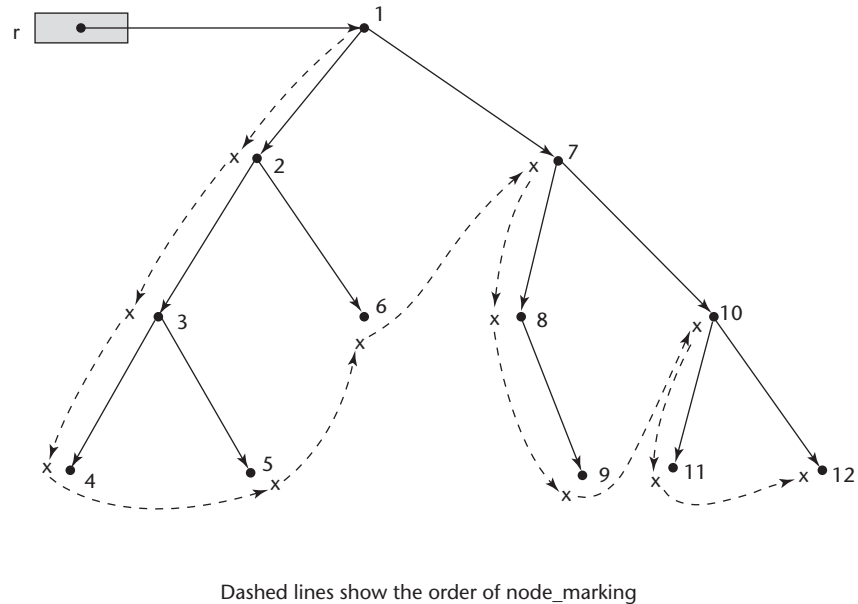 r
1
x
2
x
7
x
3
6
x
x
8
10
x
x
4
5
x
9
x
x
11
x
12
Dashed lines show the order of node_marking